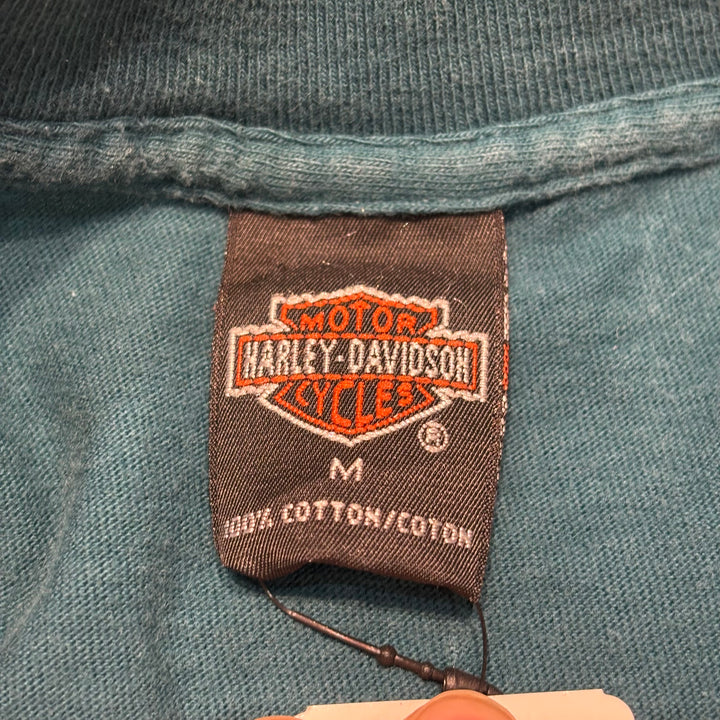 MOTOR
HARLEY-DAVIDSON
CYCLES
®
M
100% COTTON/COTON